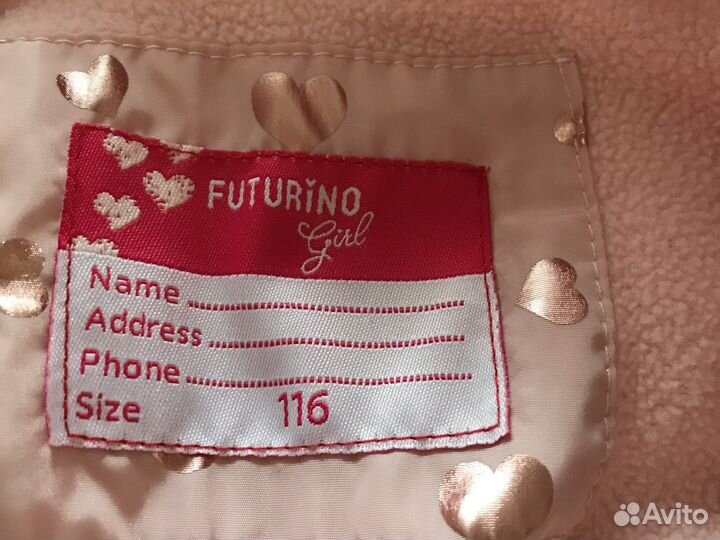 FUTURINO
Girl
Name
Address
Phone
Size 116
Avito